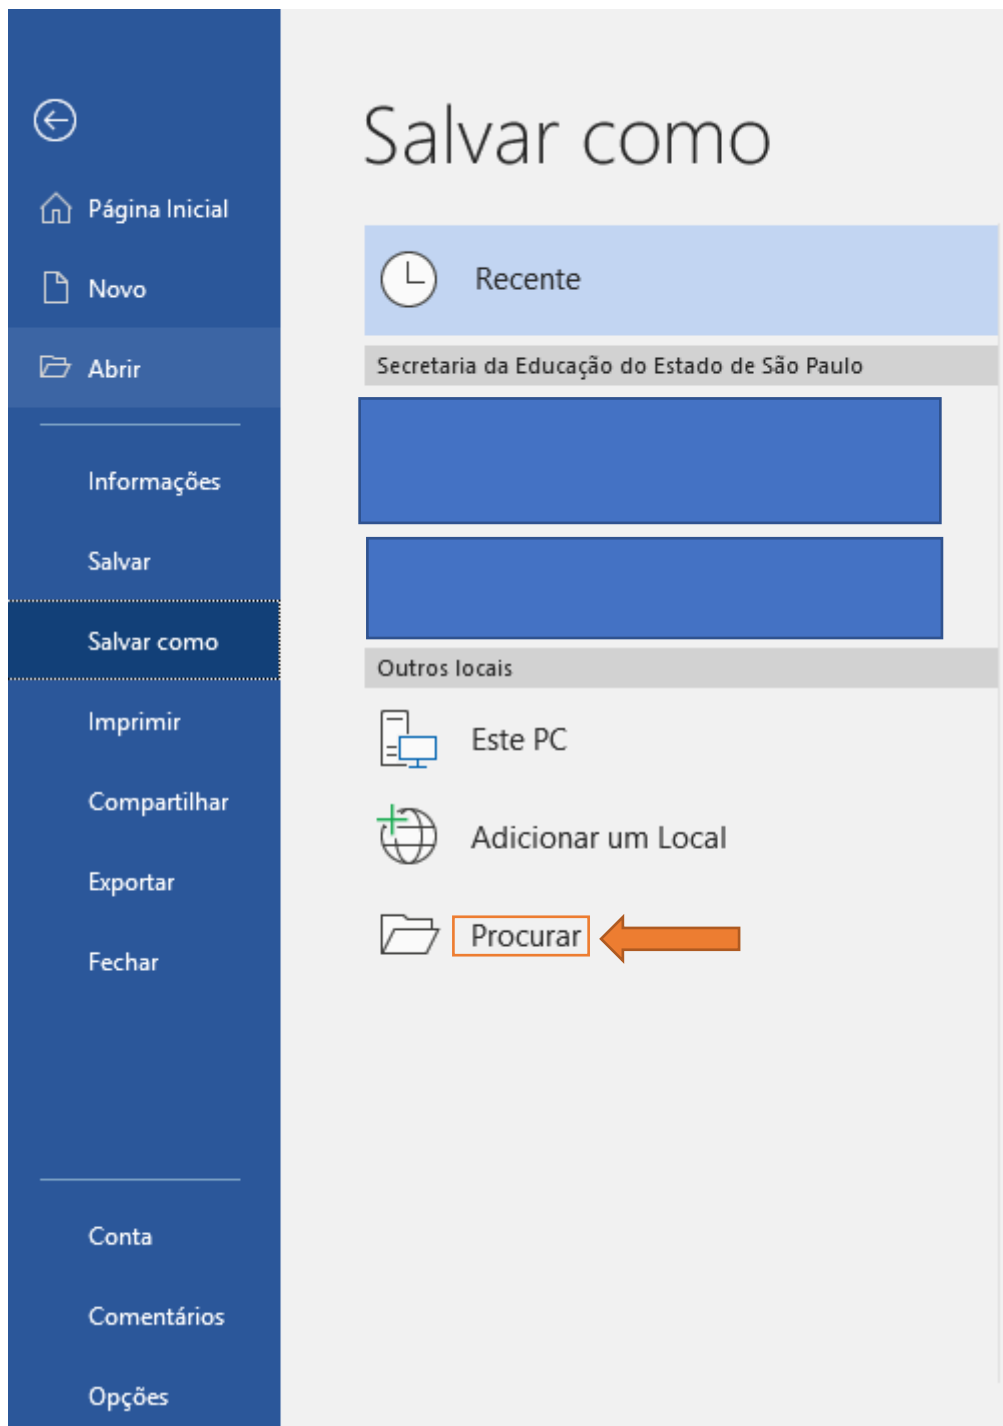 Salvar como
Página Inicial
Novo
Abrir
Informações
Salvar
Salvar como
Imprimir
Compartilhar
Exportar
Fechar
Conta
Comentários
Opções
Recente
Secretaria da Educação do Estado de São Paulo
Outros locais
Este PC
Adicionar um Local
Procurar